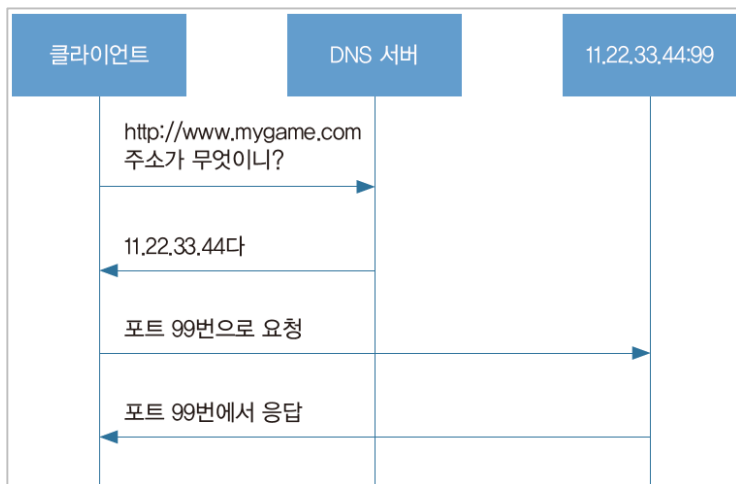 클라이언트
DNS 서버
11.22.33.44:99
http://www.mygame.com
주소가 무엇이니?
11.22.33.44다
포트 99번으로 요청
포트 99번에서 응답